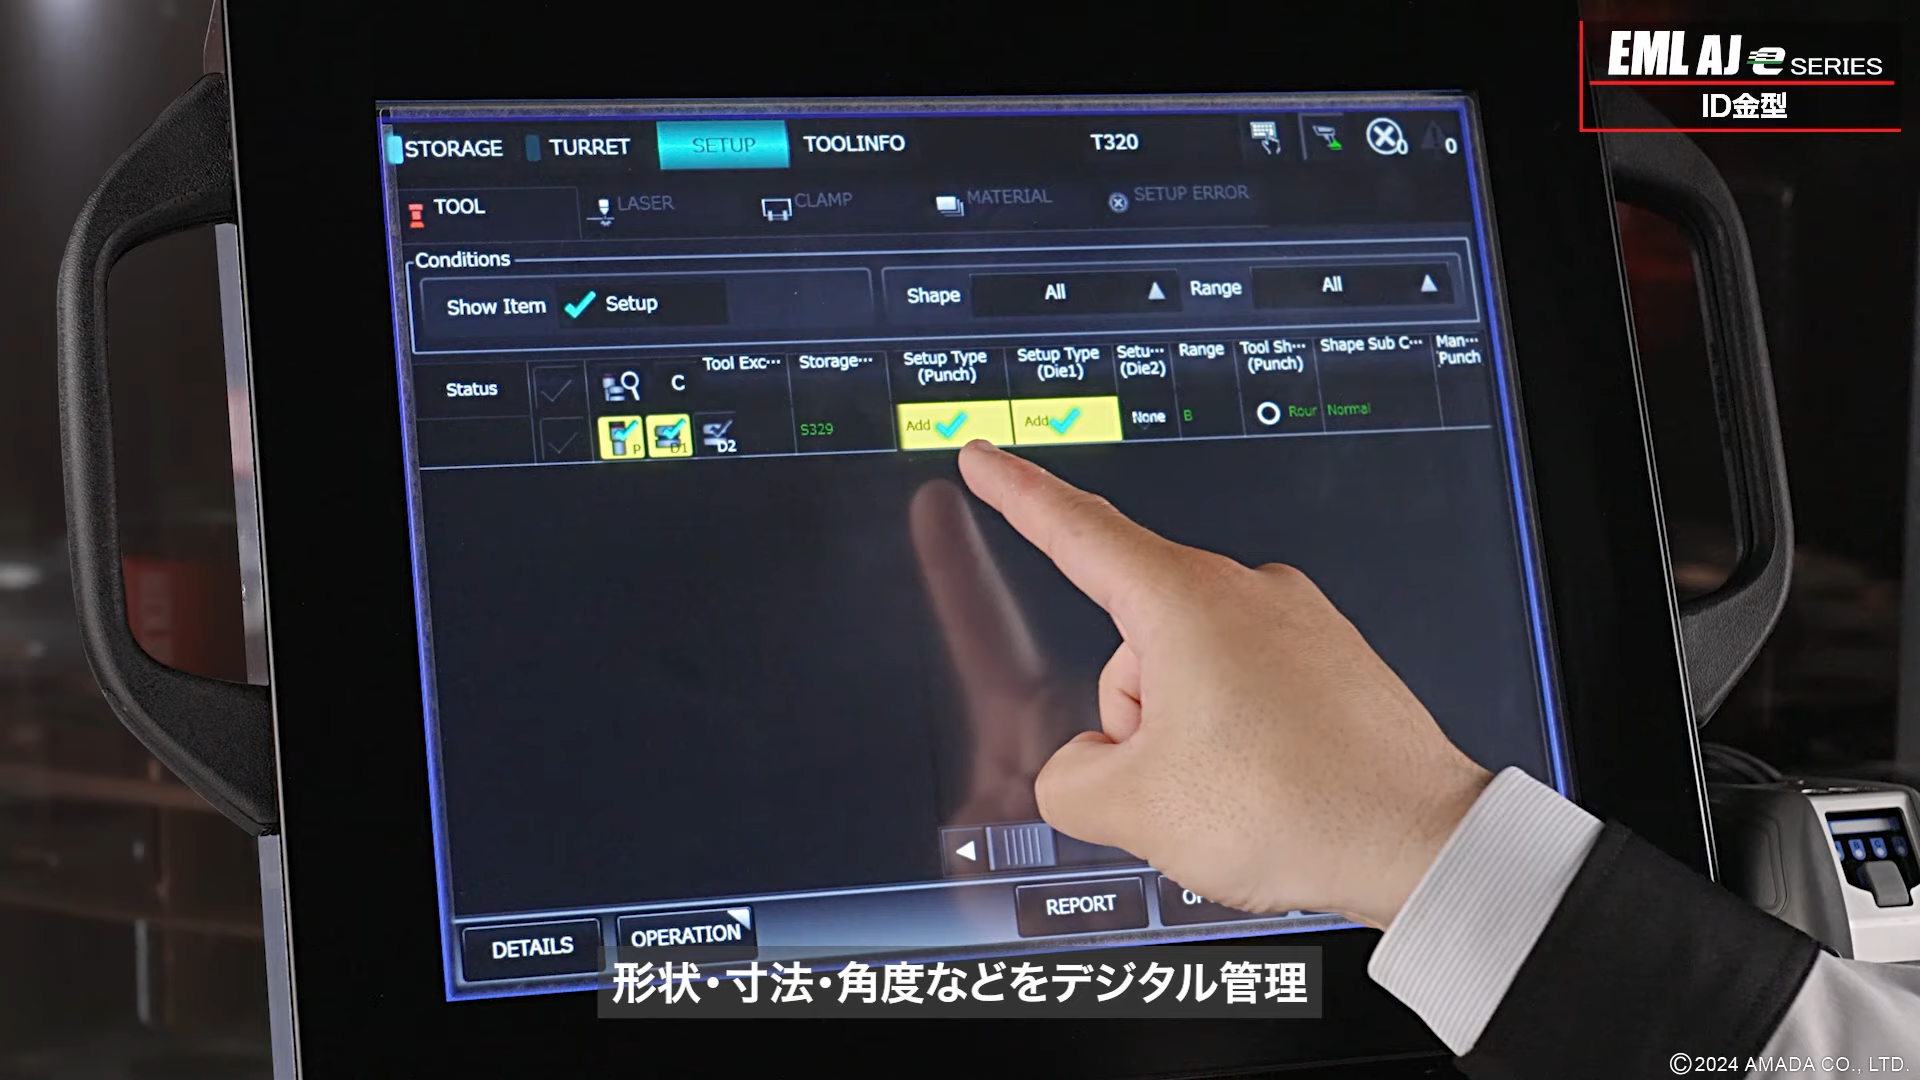 EML AJ e SERIES
ID金型
STORAGE TURRET SETUP TOOLINFO T320 0 0
TOOL LASER CLAMP MATERIAL SETUP ERROR
Conditions
Show Item Setup Shape All Range All
Status C Tool Exc… Storage… Setup Type (Punch) Setup Type (Die1) Setu… (Die2) Range Tool Sh… (Punch) Shape Sub C… Man… Punch
P D1 D2 S329 Add Add None B Rour Normal
REPORT
DETAILS OPERATION
形状・寸法・角度などをデジタル管理
©2024 AMADA CO., LTD.